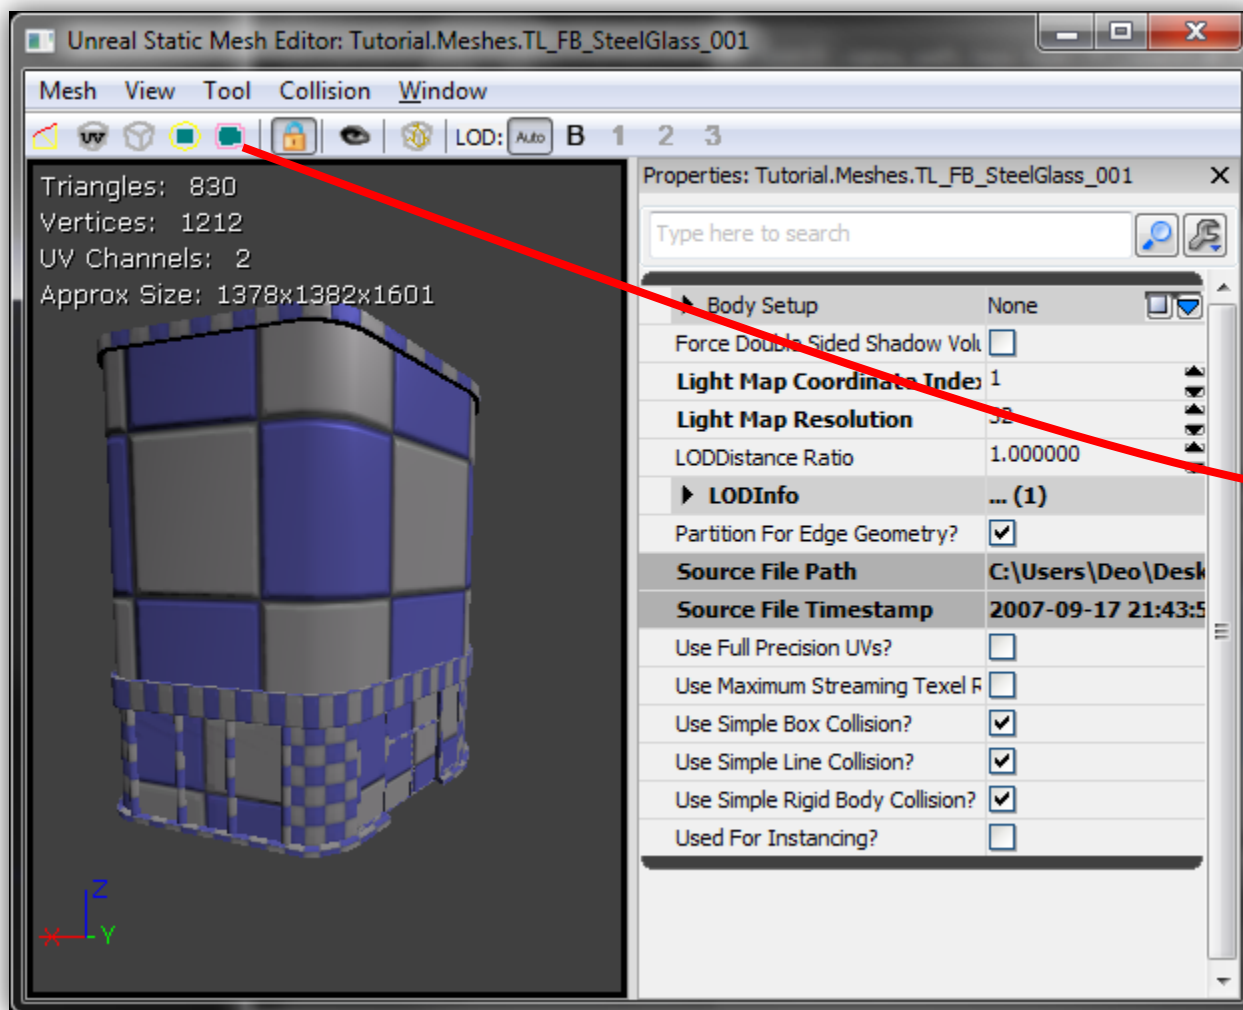 Unreal Static Mesh Editor: Tutorial.Meshes.TL_FB_SteelGlass_001
Mesh View Tool Collision Window
UV LOD: Auto B 1 2 3
Triangles: 830
Vertices: 1212
UV Channels: 2
Approx Size: 1378x1382x1601
Z
X Y
Properties: Tutorial.Meshes.TL_FB_SteelGlass_001
Type here to search
Body Setup None
Force Double Sided Shadow Volu
Light Map Coordinate Index 1
Light Map Resolution 32
LODDistance Ratio 1.000000
LODInfo ... (1)
Partition For Edge Geometry?
Source File Path C:\Users\Deo\Desk
Source File Timestamp 2007-09-17 21:43:5
Use Full Precision UVs?
Use Maximum Streaming Texel R
Use Simple Box Collision?
Use Simple Line Collision?
Use Simple Rigid Body Collision?
Used For Instancing?